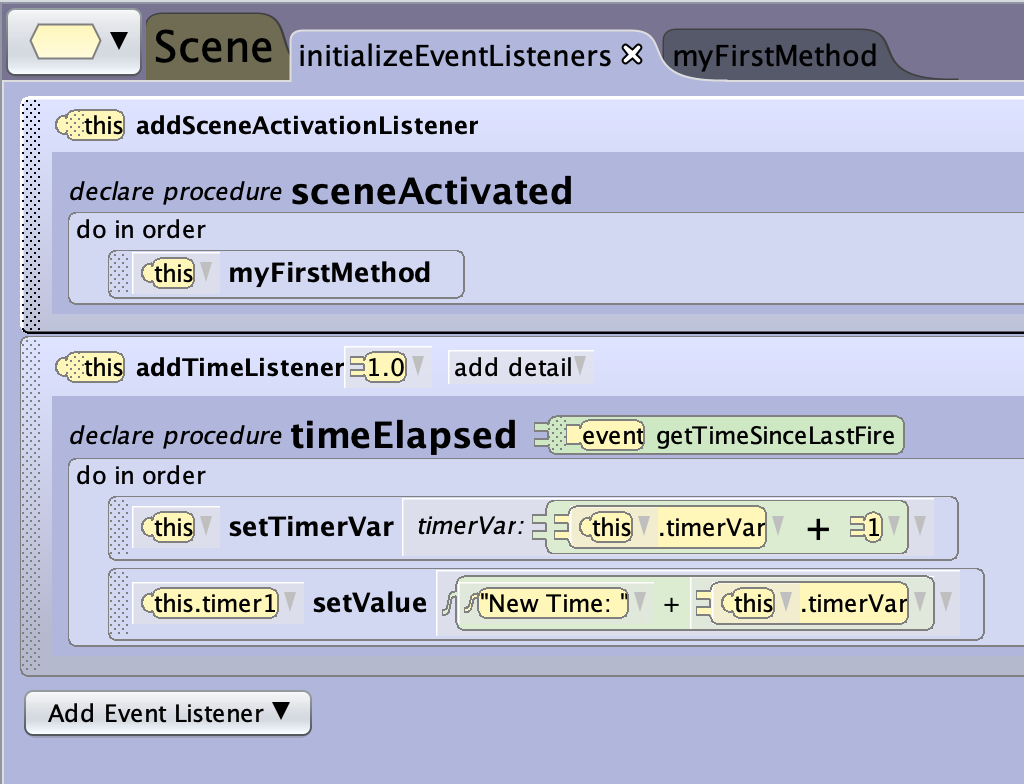 Scene initializeEventListeners myFirstMethod
this addSceneActivationListener
declare procedure sceneActivated
do in order
this myFirstMethod
this addTimeListener 1.0 add detail
declare procedure timeElapsed event getTimeSinceLastFire
do in order
this setTimerVar timerVar: this .timerVar + 1
this.timer1 setValue "New Time: " + this .timerVar
Add Event Listener